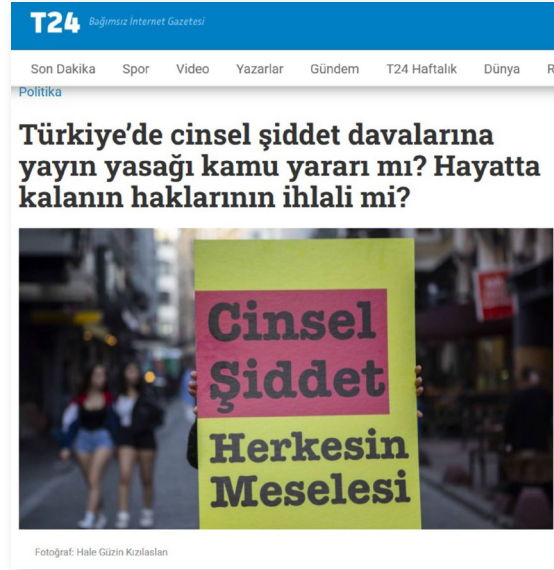 T24 Bağımsız İnternet Gazetesi
Son Dakika Spor Video Yazarlar Gündem T24 Haftalık Dünya
Politika
Türkiye’de cinsel şiddet davalarına
yayın yasağı kamu yararı mı? Hayatta
kalanın haklarının ihlali mi?
Cinsel
Şiddet
Herkesin
Meselesi
Fotoğraf: Hale Güzin Kızılaslan